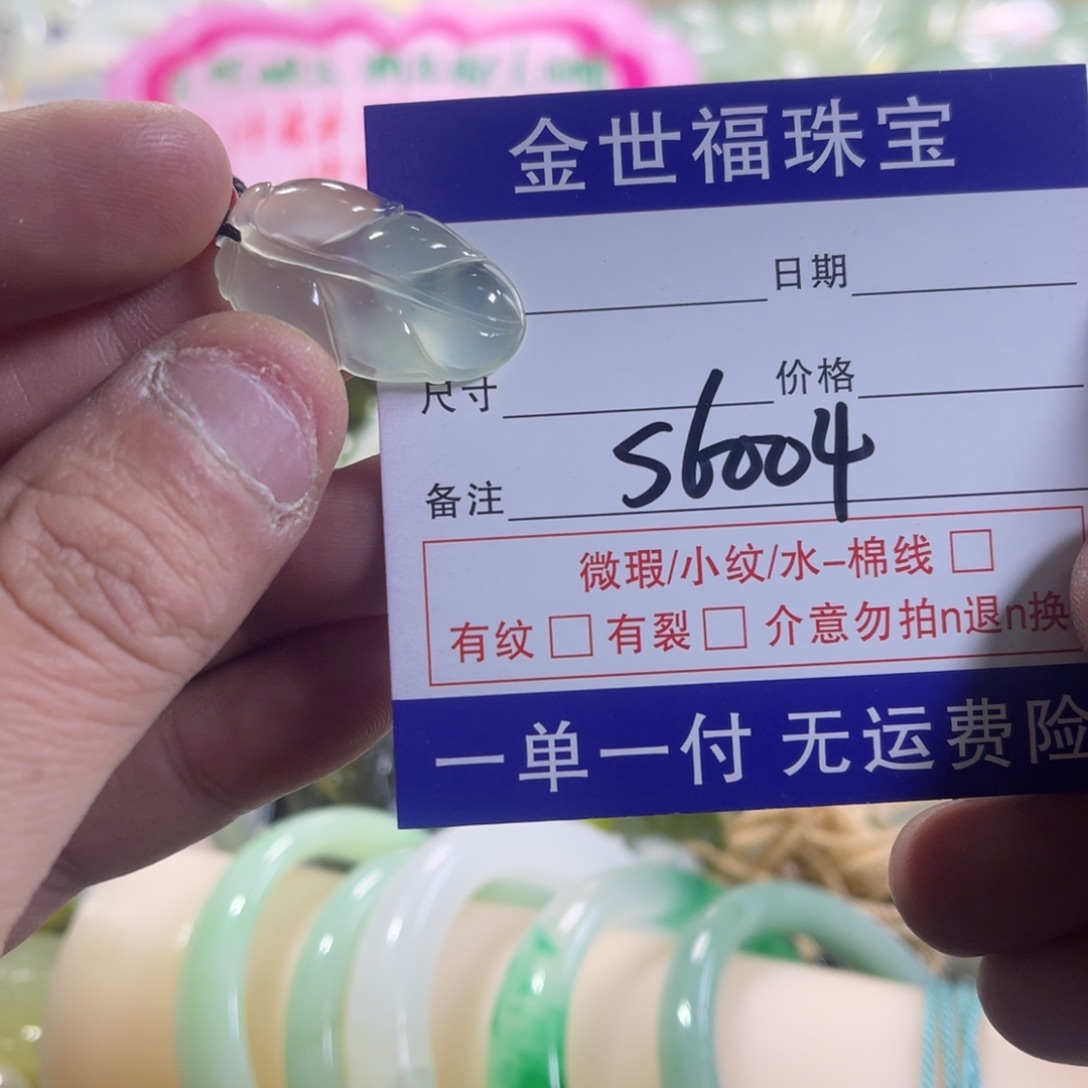 金世福珠宝
日期
尺寸 价格
备注 S6004
微瑕/小纹/水-棉线
有纹 有裂 介意勿拍n退n换
一单一付 无运费险